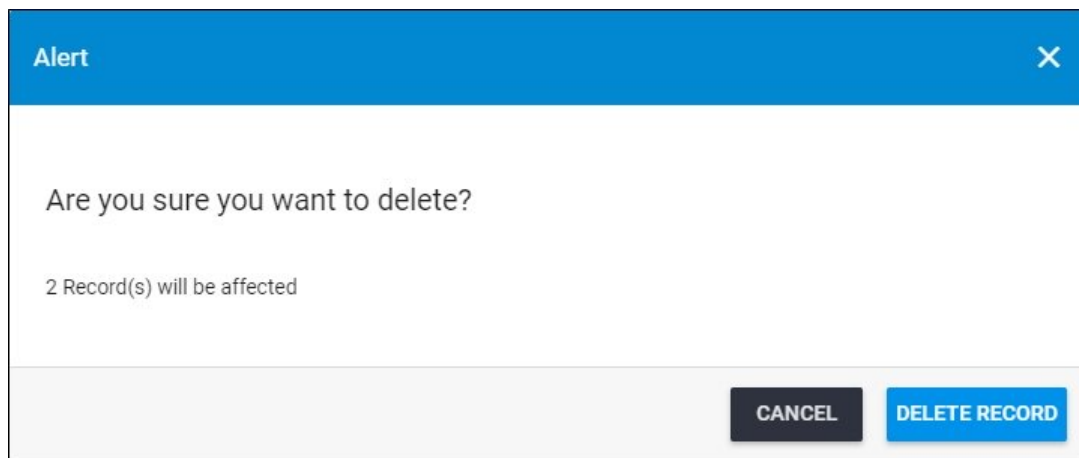 Alert
Are you sure you want to delete?
2 Record(s) will be affected
CANCEL
DELETE RECORD